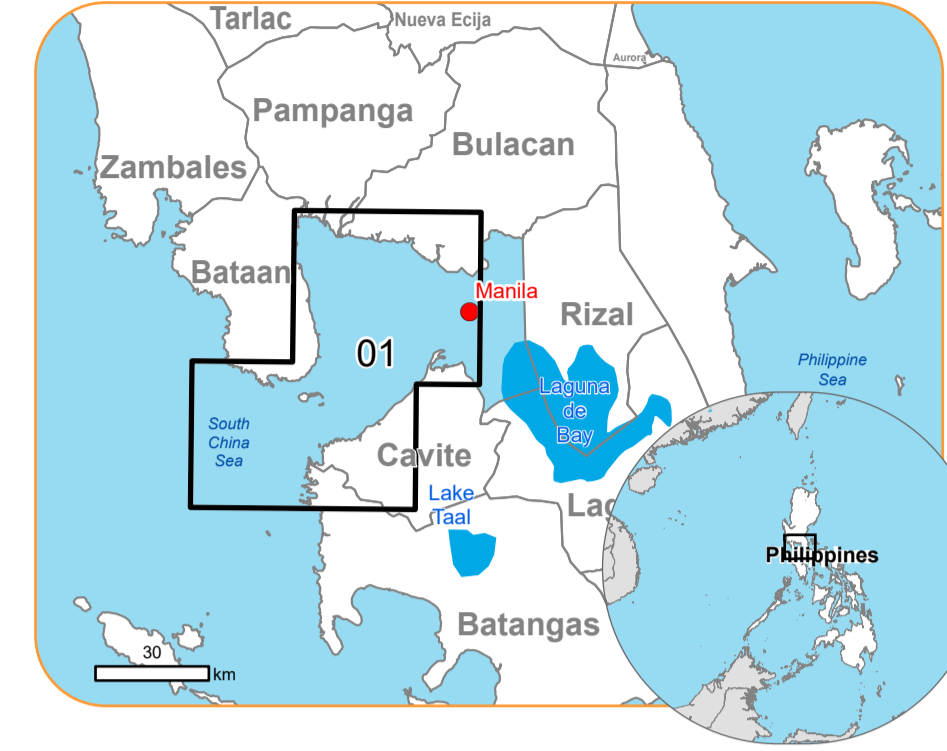 Tarlac
Nueva Ecija
Aurora
Pampanga
Bulacan
Zambales
Bataan
Manila
Rizal
01
Philippine
Sea
Laguna
de
Bay
South
China
Sea
Cavite
Lake
Taal
Lag
Philippines
Batangas
30
km